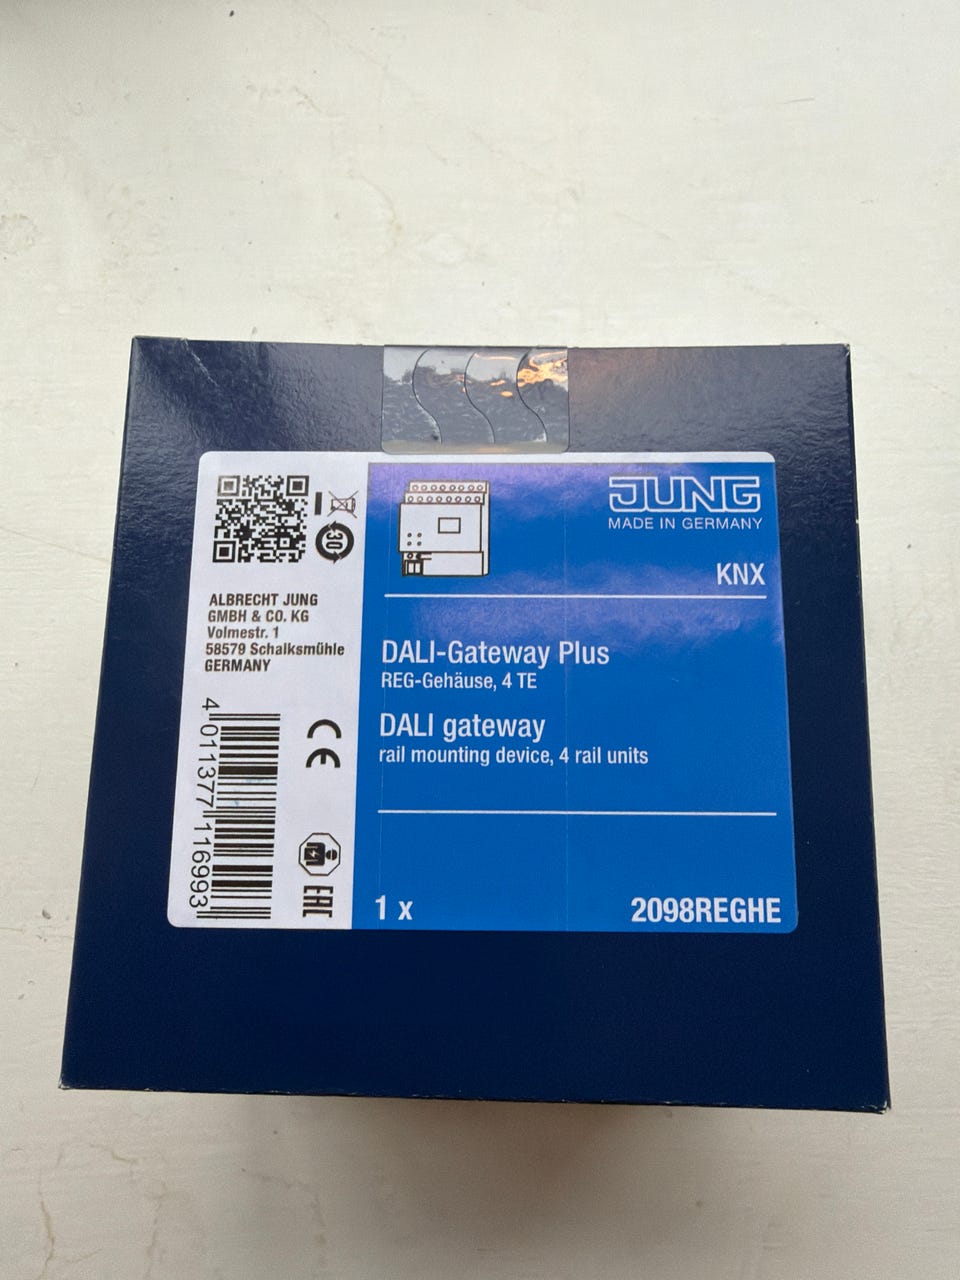 JUNG
MADE IN GERMANY
KNX
DALI-Gateway Plus
REG-Gehäuse, 4 TE
DALI gateway
rail mounting device, 4 rail units
1 x
2098REGHE
30
ALBRECHT JUNG
GMBH & CO. KG
Volmestr. 1
58579 Schalksmühle
GERMANY
4 011377 116993
CE
EAC